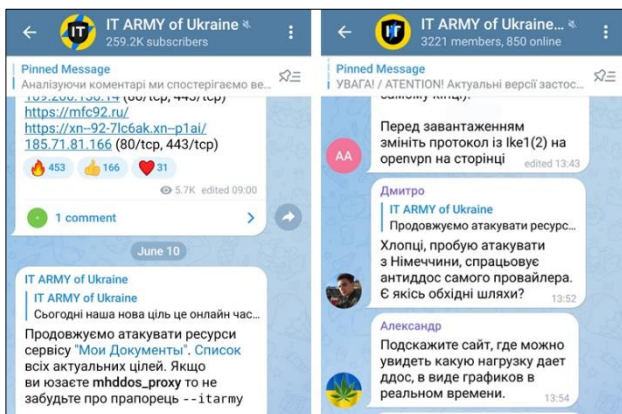 IT ARMY of Ukraine
259.2K subscribers
Pinned Message
Аналізуючи коментарі ми спостерігаємо ве...
(80/tcp, 443/tcp)
https://mfc92.ru/
https://xn--92-7lc6ak.xn--p1ai/
185.71.81.166 (80/tcp, 443/tcp)
453 166 31
5.7K edited 09:00
1 comment
June 10
IT ARMY of Ukraine
IT ARMY of Ukraine
Сьогодні наша нова ціль це онлайн час...
Продовжуємо атакувати ресурси
сервісу "Мои Документы". Список
всіх актуальних цілей. Якщо
ви юзаєте mhddos_proxy то не
забудьте про прапорець --itarmy
IT ARMY of Ukraine...
3221 members, 850 online
Pinned Message
УВАГА! / ATENTION! Актуальні версії застос...
самому кінці).
Перед завантаженням
змініть протокол із Ike1(2) на
openvpn на сторінці
edited 13:43
AA
Дмитро
IT ARMY of Ukraine
Продовжуємо атакувати ресурс...
Хлопці, пробую атакувати
з Німеччини, спрацьовує
антиддос самого провайлера.
Є якісь обхідні шляхи?
13:52
Александр
Подскажите сайт, где можно
увидеть какую нагрузку дает
ддос, в виде графиков в
реальном времени.
13:54